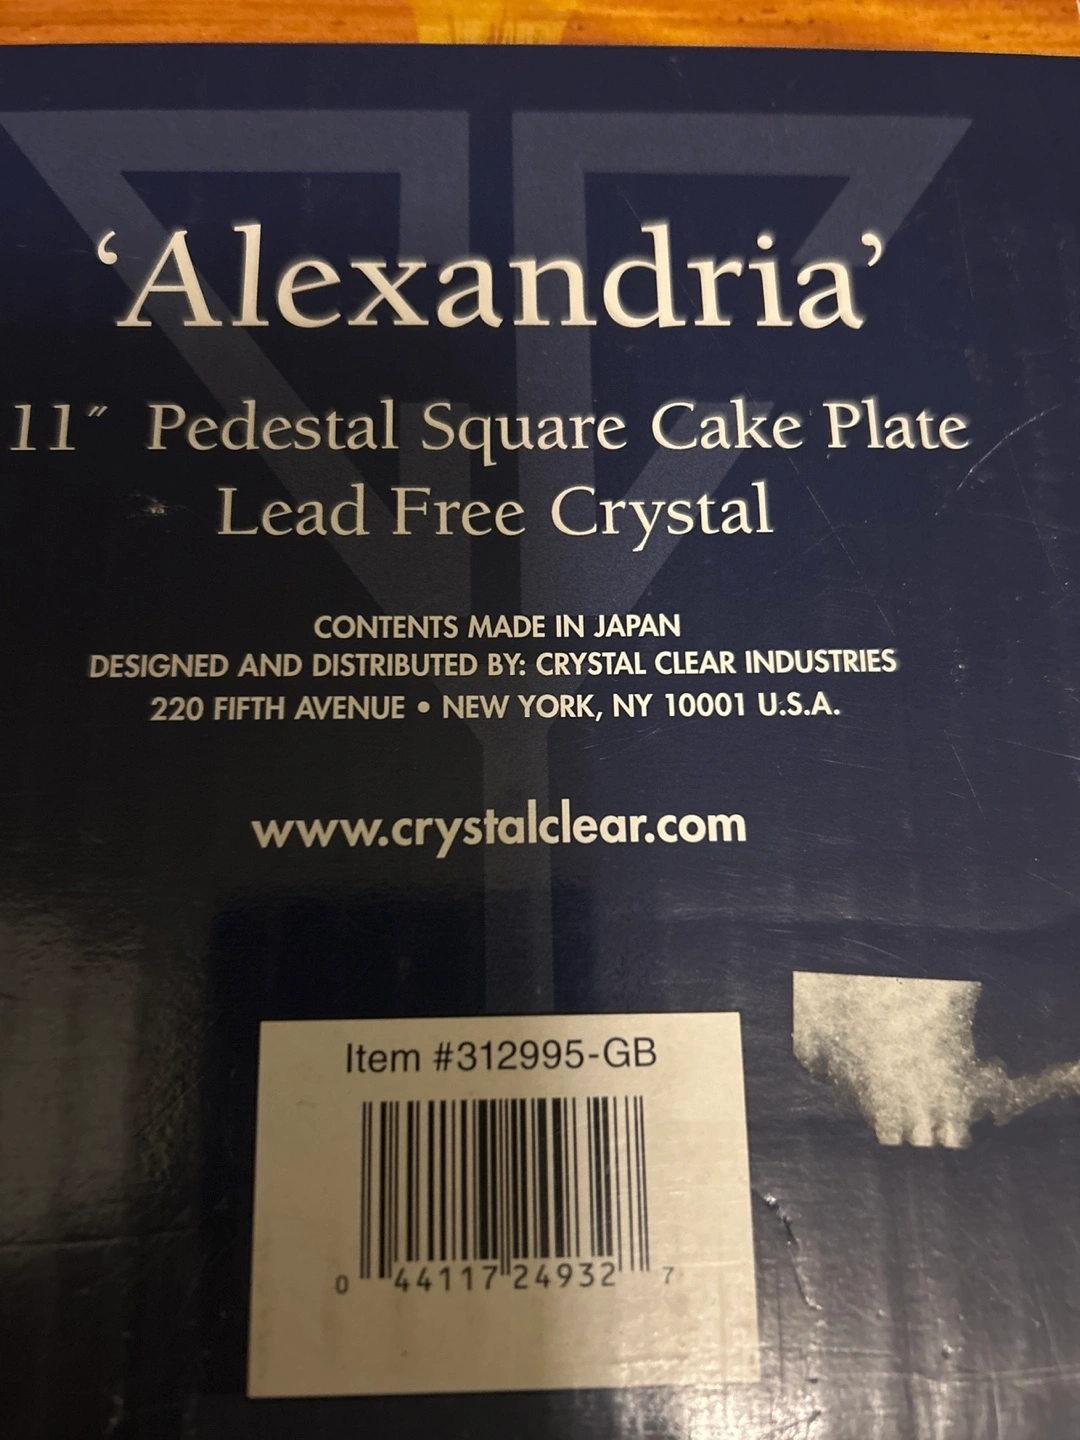 ‘Alexandria’
11″ Pedestal Square Cake Plate
Lead Free Crystal
CONTENTS MADE IN JAPAN
DESIGNED AND DISTRIBUTED BY: CRYSTAL CLEAR INDUSTRIES
220 FIFTH AVENUE • NEW YORK, NY 10001 U.S.A.
www.crystalclear.com
Item #312995-GB
0 44117 24932 7